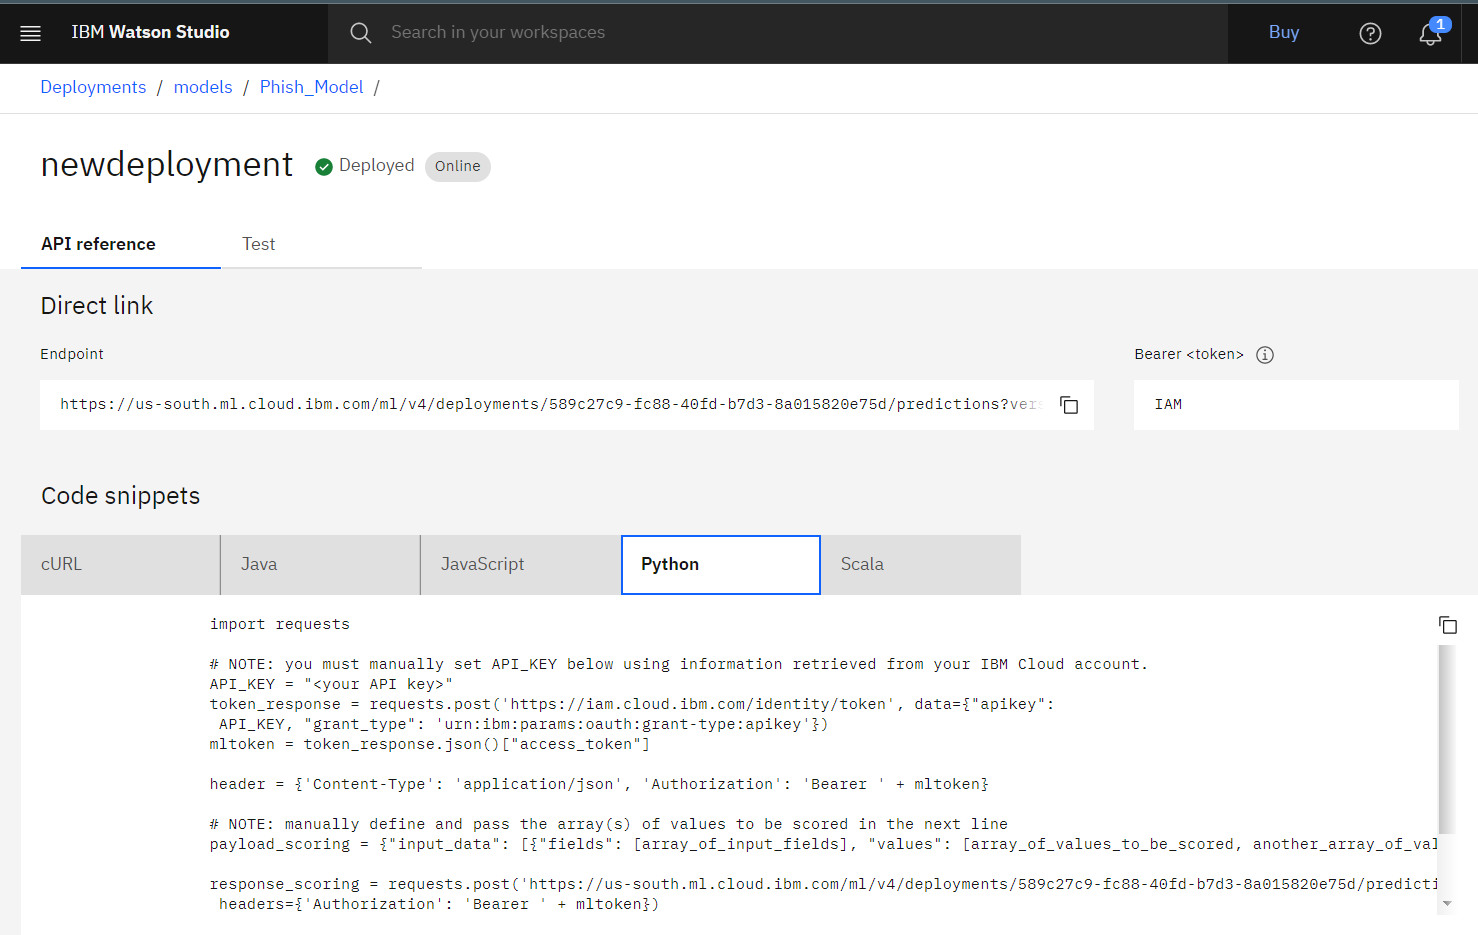 IBM Watson Studio
Search in your workspaces
Buy
1
Deployments / models / Phish_Model /
newdeployment
Deployed
Online
API reference
Test
Direct link
Endpoint
https://us-south.ml.cloud.ibm.com/ml/v4/deployments/589c27c9-fc88-40fd-b7d3-8a015820e75d/predictions?vers
Bearer <token>
IAM
Code snippets
cURL
Java
JavaScript
Python
Scala
import requests
# NOTE: you must manually set API_KEY below using information retrieved from your IBM Cloud account.
API_KEY = "<your API key>"
token_response = requests.post('https://iam.cloud.ibm.com/identity/token', data={"apikey":
API_KEY, "grant_type": 'urn:ibm:params:oauth:grant-type:apikey'})
mltoken = token_response.json()["access_token"]
header = {'Content-Type': 'application/json', 'Authorization': 'Bearer ' + mltoken}
# NOTE: manually define and pass the array(s) of values to be scored in the next line
payload_scoring = {"input_data": [{"fields": [array_of_input_fields], "values": [array_of_values_to_be_scored, another_array_of_val
response_scoring = requests.post('https://us-south.ml.cloud.ibm.com/ml/v4/deployments/589c27c9-fc88-40fd-b7d3-8a015820e75d/predicti
headers={'Authorization': 'Bearer ' + mltoken})